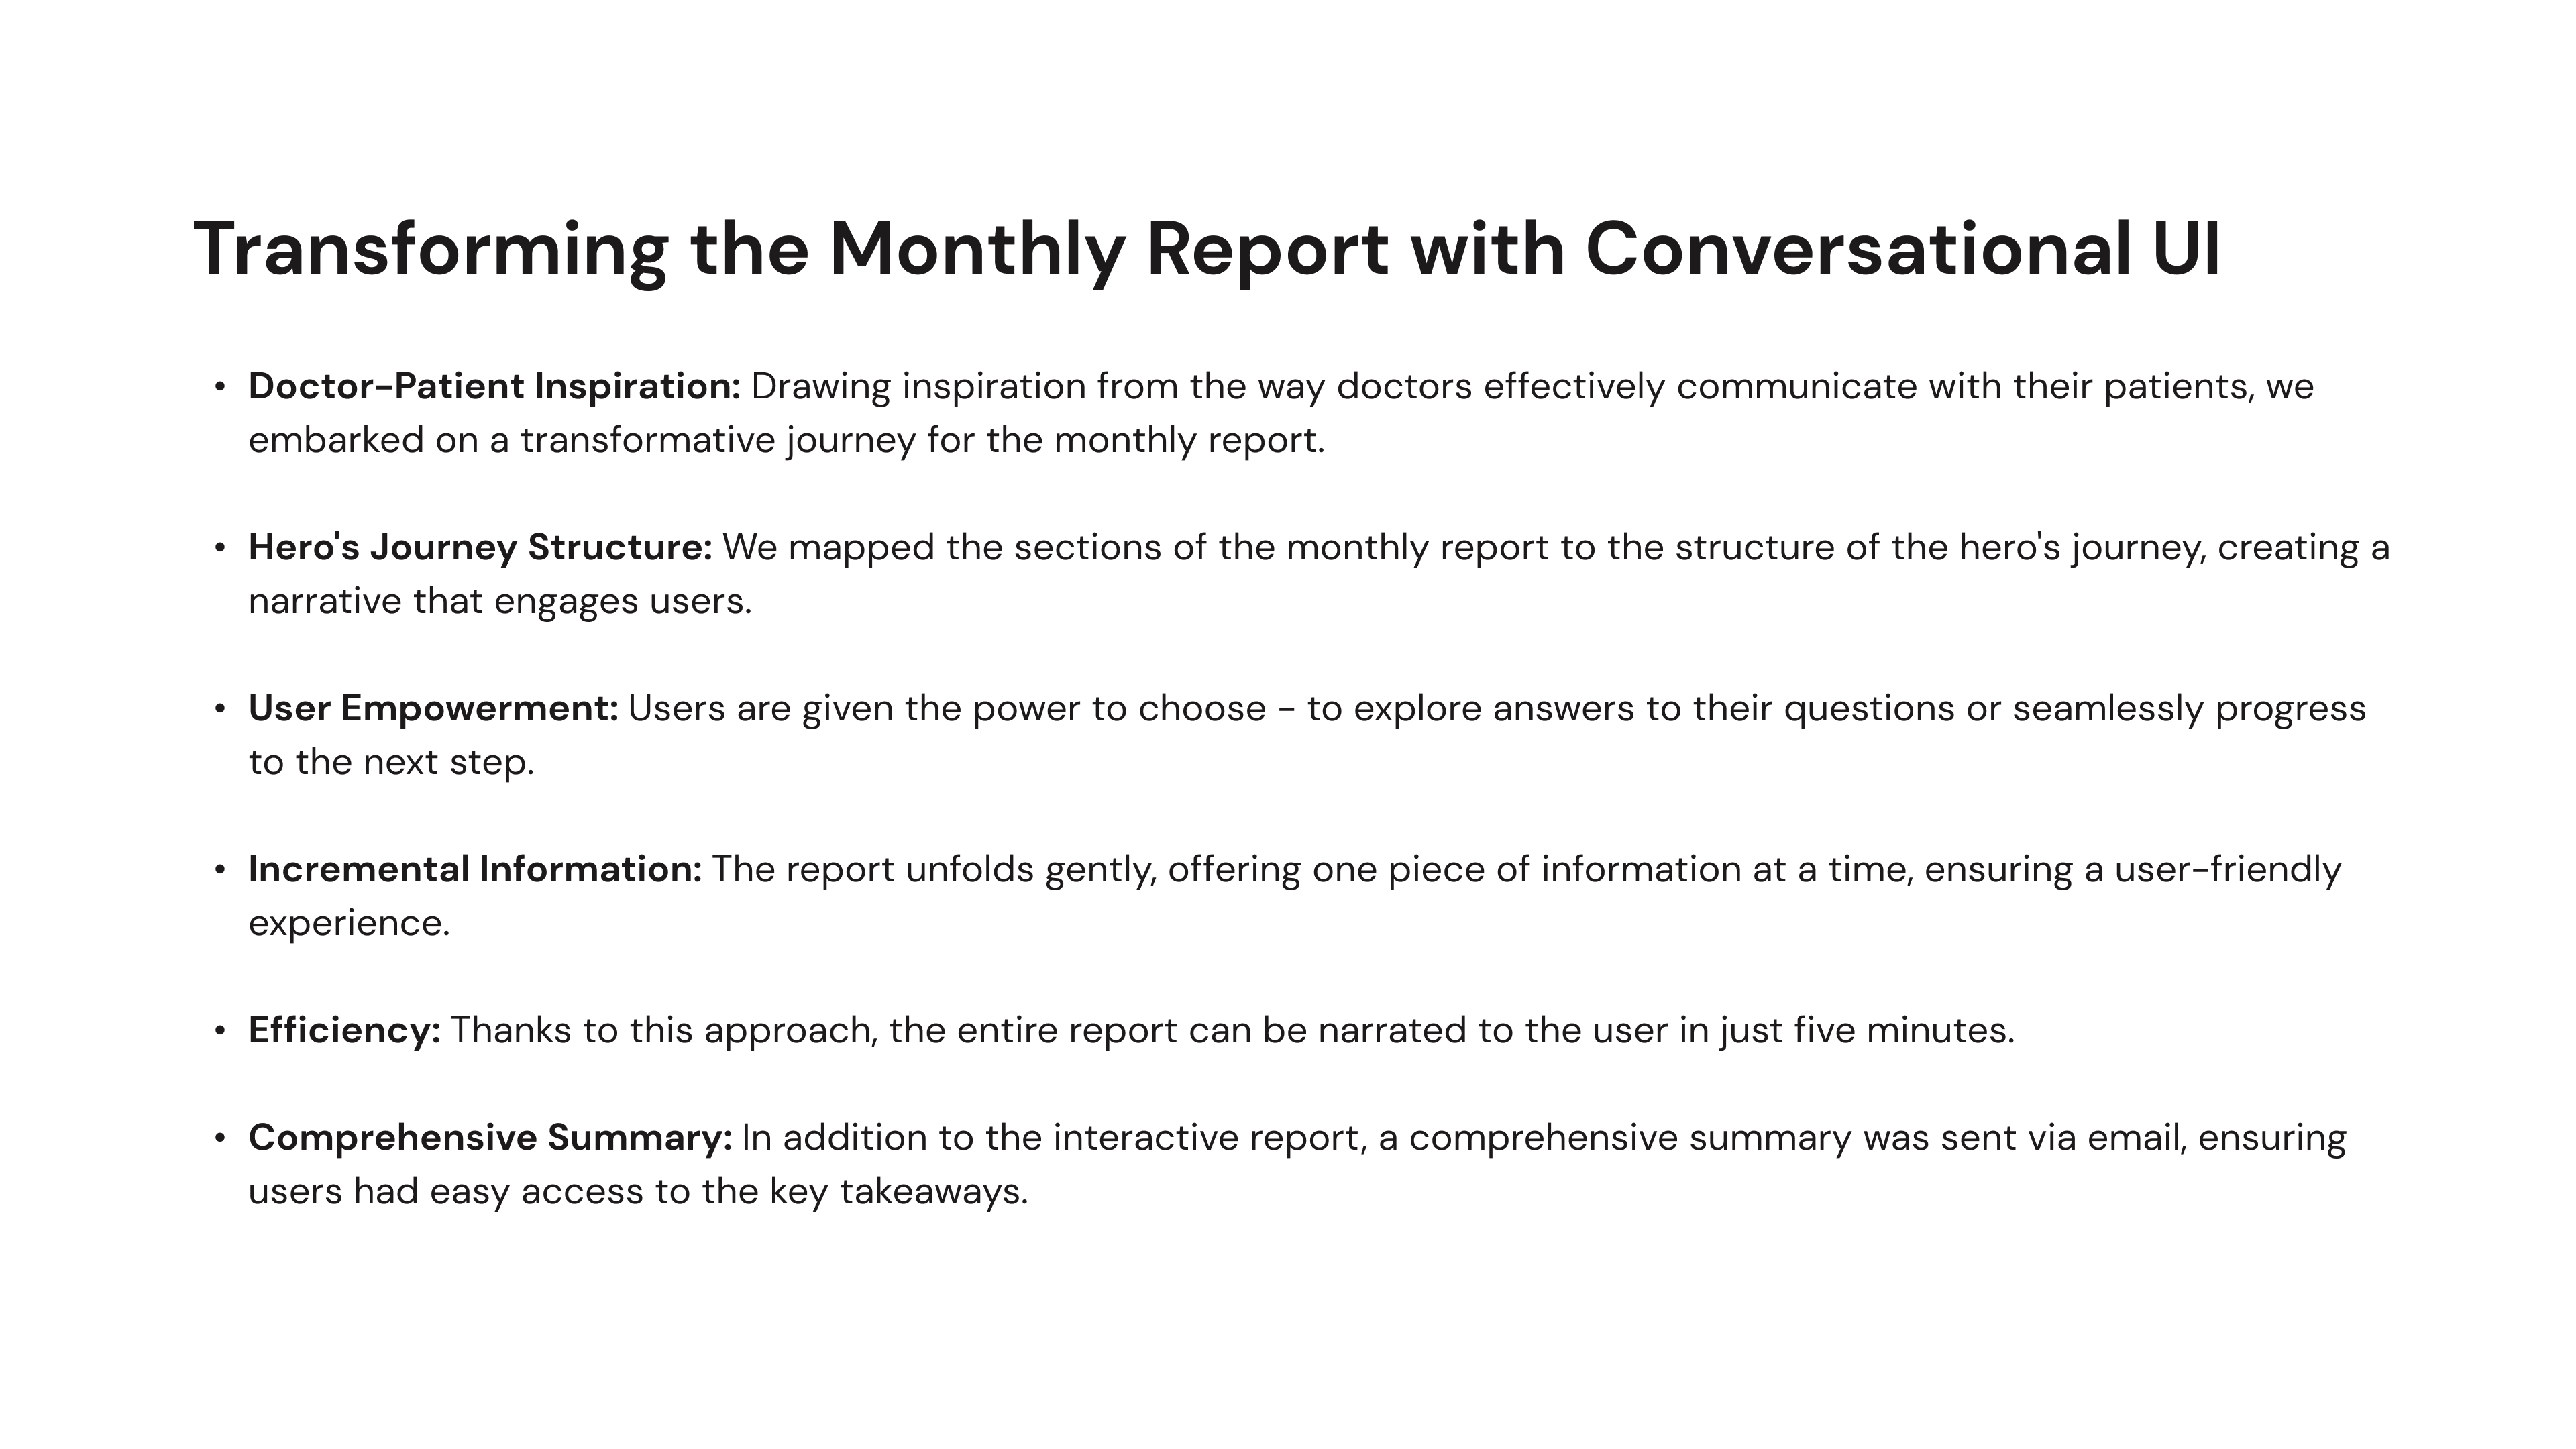 Transforming the Monthly Report with Conversational UI
• Doctor-Patient Inspiration: Drawing inspiration from the way doctors effectively communicate with their patients, we
embarked on a transformative journey for the monthly report.
• Hero's Journey Structure: We mapped the sections of the monthly report to the structure of the hero's journey, creating a
narrative that engages users.
• User Empowerment: Users are given the power to choose - to explore answers to their questions or seamlessly progress
to the next step.
• Incremental Information: The report unfolds gently, offering one piece of information at a time, ensuring a user-friendly
experience.
• Efficiency: Thanks to this approach, the entire report can be narrated to the user in just five minutes.
• Comprehensive Summary: In addition to the interactive report, a comprehensive summary was sent via email, ensuring
users had easy access to the key takeaways.